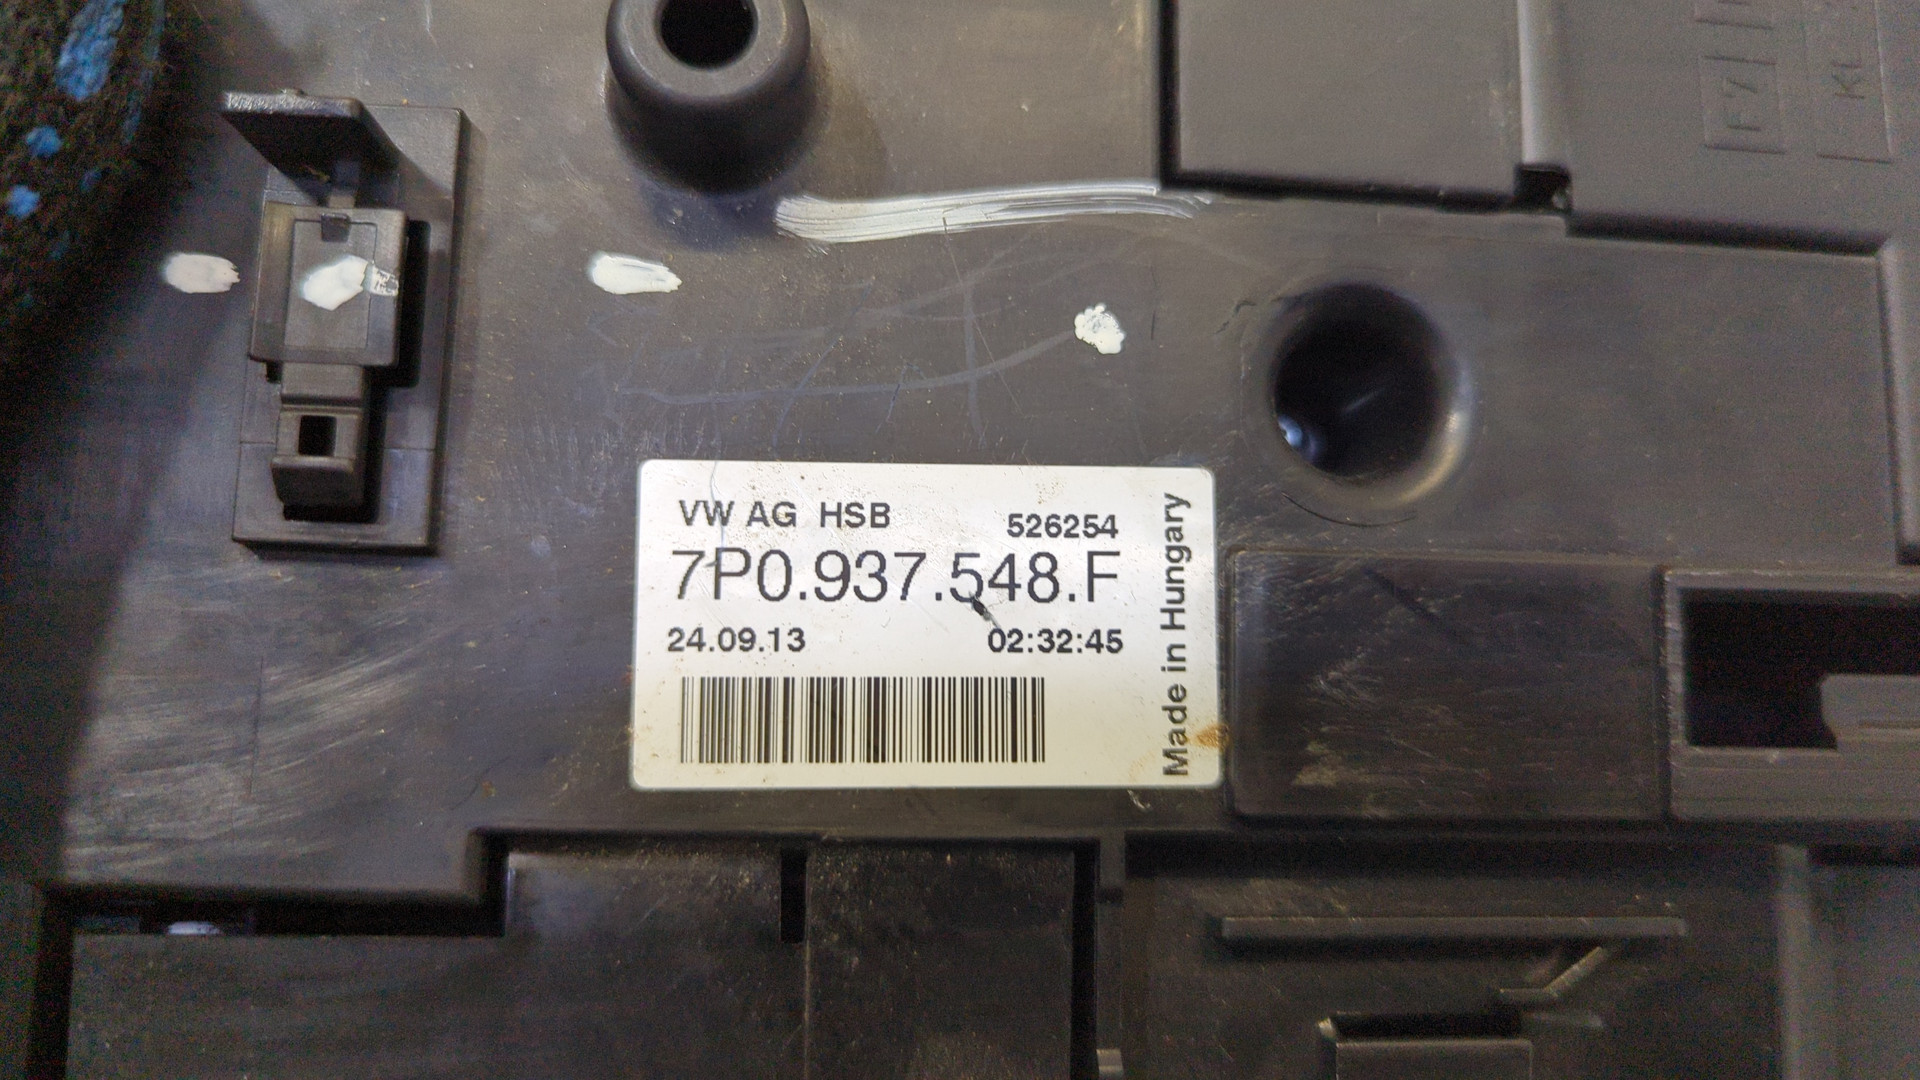 VW AG HSB
526254
7P0.937.548.F
24.09.13
02:32:45
Made in Hungary